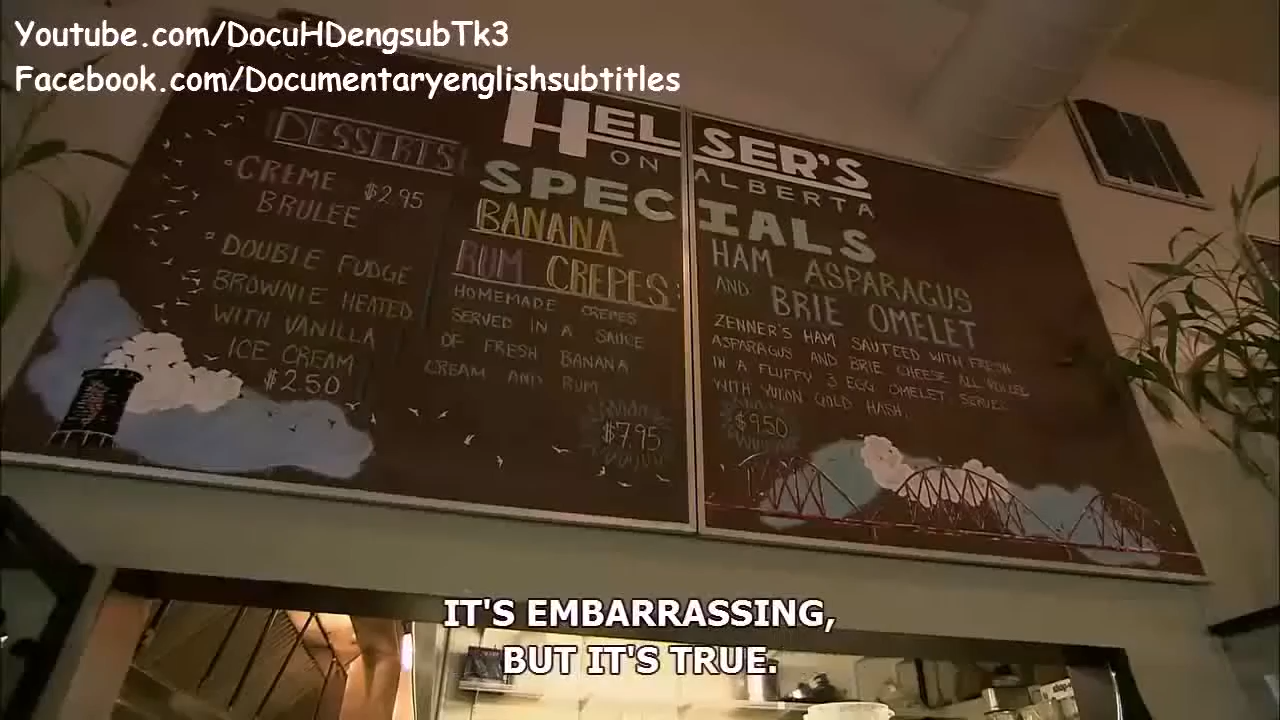 Youtube.com/DocuHDengsubTk3
Facebook.com/Documentaryenglishsubtitles
HELSER'S
ON ALBERTA
SPECIALS
DESSERTS
CREME $2.95
BRULEE
DOUBLE FUDGE
BROWNIE HEATED
WITH VANILLA
ICE CREAM
$2.50
BANANA
RUM CREPES
HOMEMADE CREPES
SERVED IN A SAUCE
OF FRESH BANANA
CREAM AND RUM
$7.95
HAM ASPARAGUS
AND BRIE OMELET
ZENNER'S HAM SAUTEED WITH FRESH
ASPARAGUS AND BRIE CHEESE ALL ROLLED
IN A FLUFFY 3 EGG OMELET SERVED
WITH YUKON GOLD HASH.
$9.50
IT'S EMBARRASSING,
BUT IT'S TRUE.